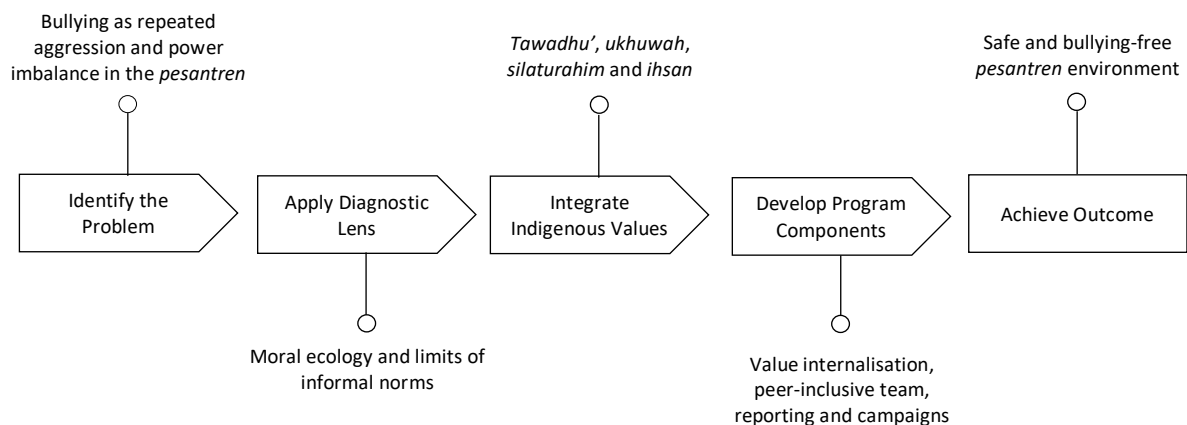 Bullying as repeated
aggression and power
imbalance in the pesantren
Tawadhu’, ukhuwah,
silaturahim and ihsan
Safe and bullying-free
pesantren environment
Identify the
Problem
Apply Diagnostic
Lens
Integrate
Indigenous Values
Develop Program
Components
Achieve Outcome
Moral ecology and limits of
informal norms
Value internalisation,
peer-inclusive team,
reporting and campaigns